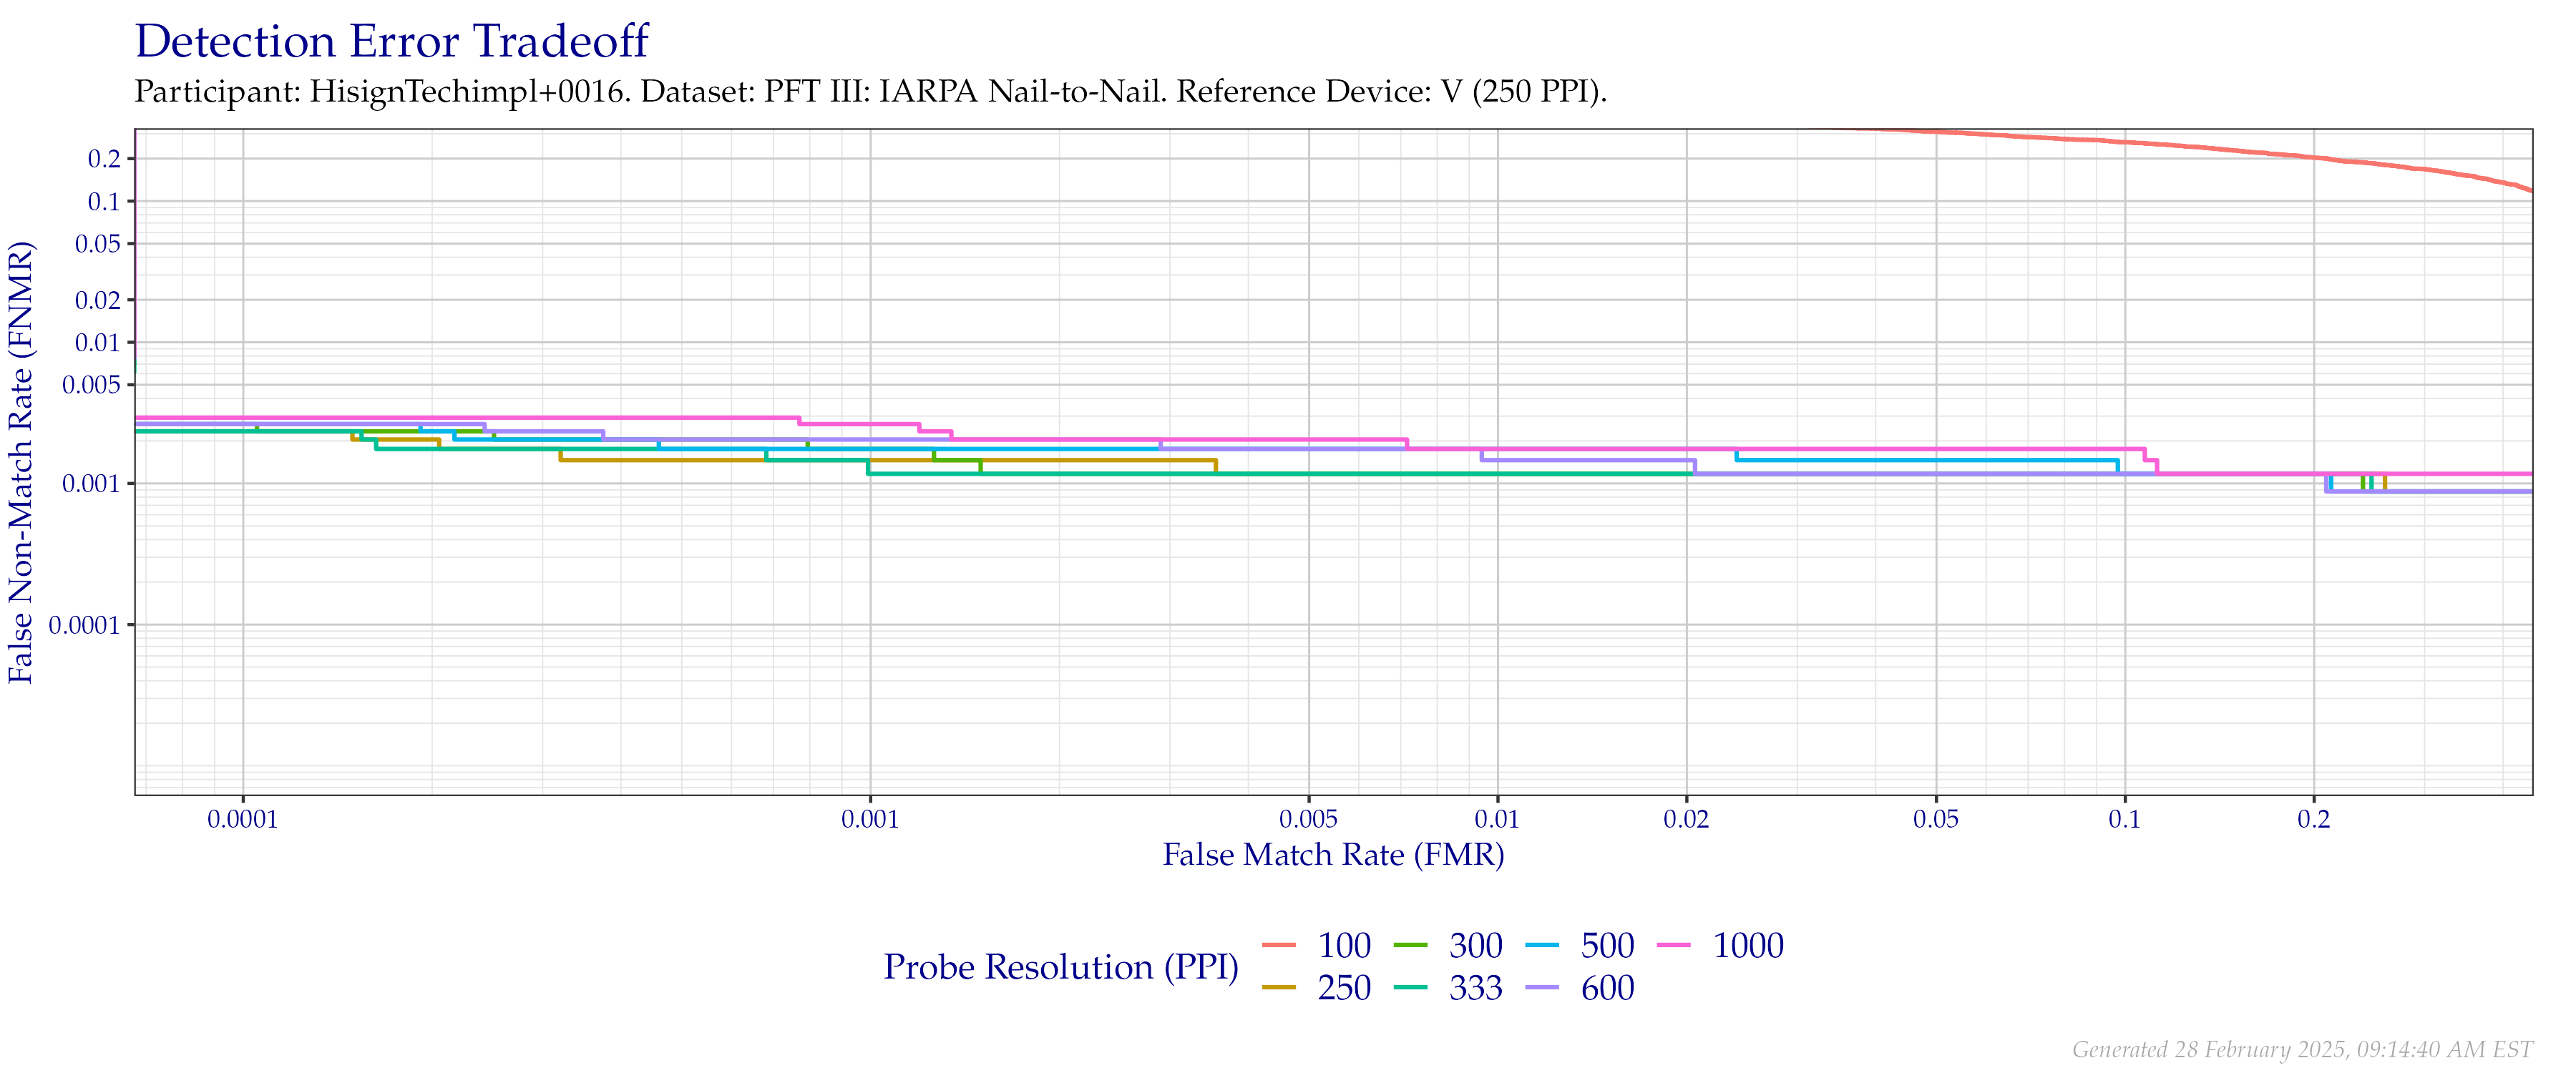 Detection Error Tradeoff
Participant: HisignTechimpl+0016. Dataset: PFT III: IARPA Nail-to-Nail. Reference Device: V (250 PPI).
False Non-Match Rate (FNMR)
0.2
0.1
0.05
0.02
0.01
0.005
0.001
0.0001
0.0001 0.001 0.005 0.01 0.02 0.05 0.1 0.2
False Match Rate (FMR)
Probe Resolution (PPI)
100 300 500 1000
250 333 600
Generated 28 February 2025, 09:14:40 AM EST